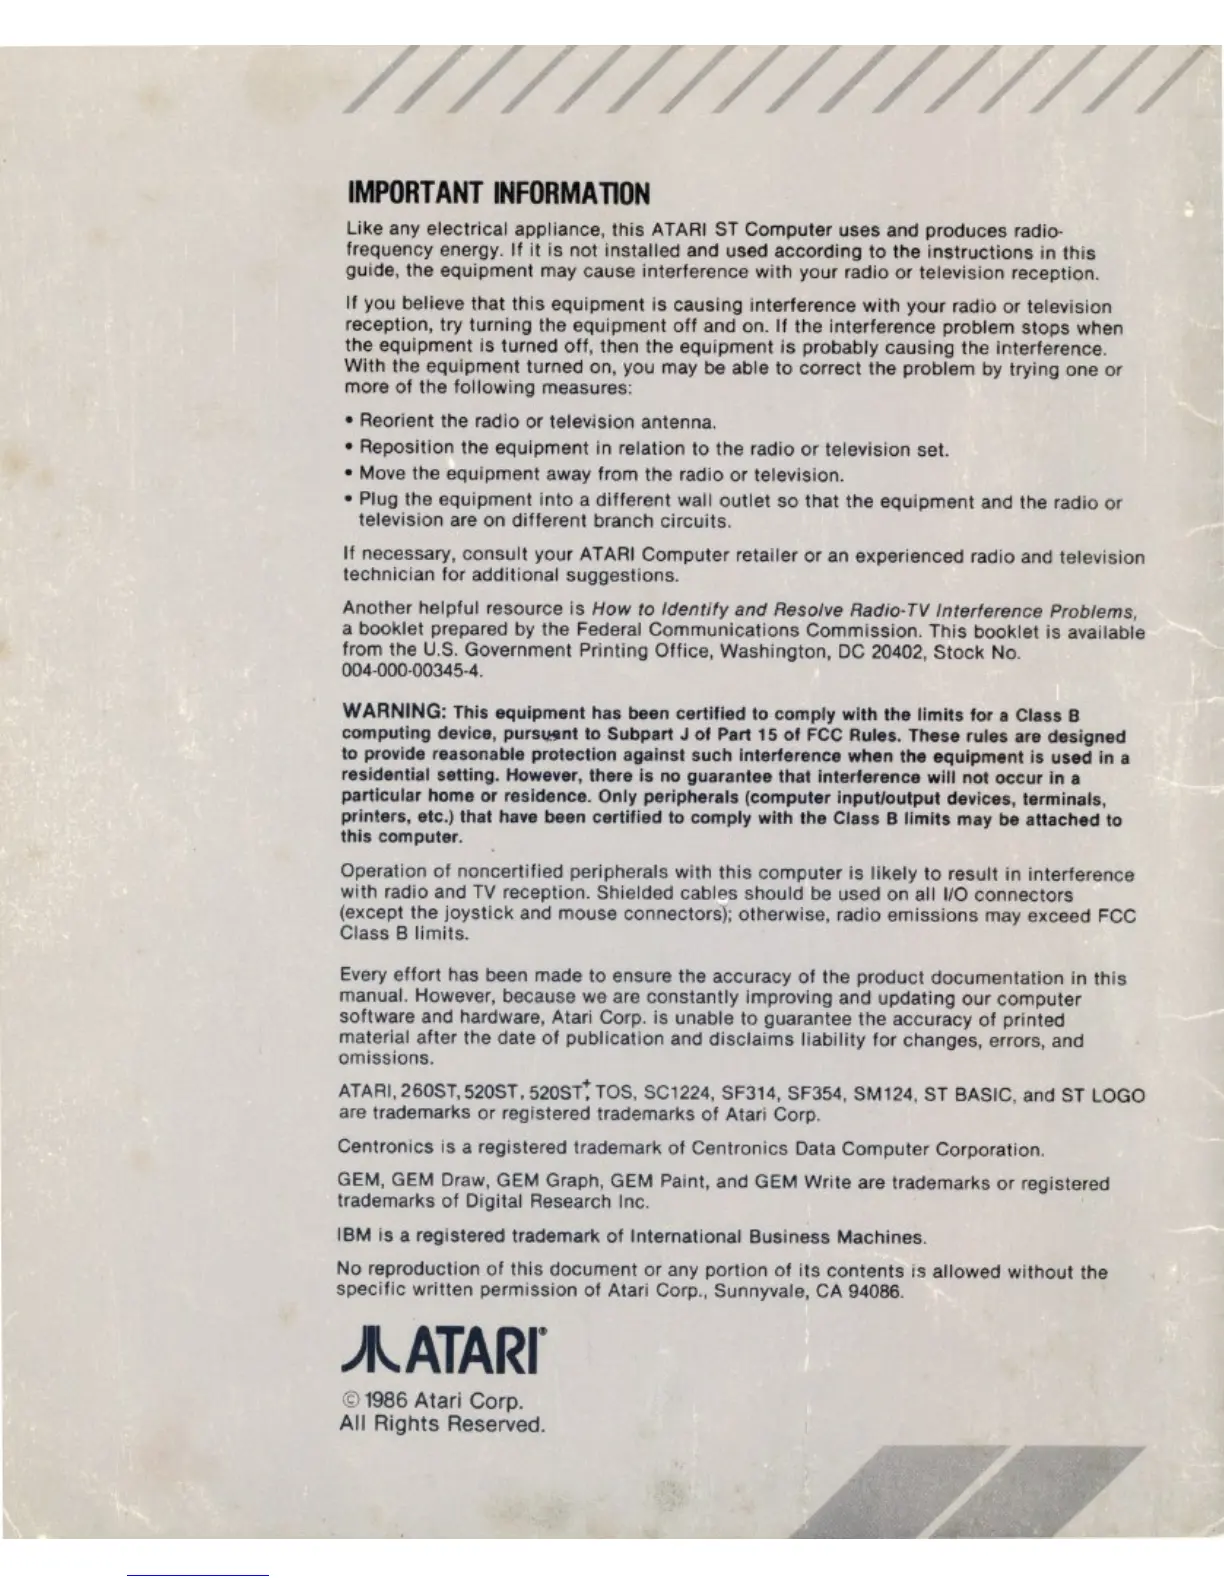 IMPORTANT INFORMATION
Like any electrical appliance, this ATARI ST Computer uses and produces radio-
frequency energy. If it is not installed and used according to the instructions in this
guide, the equipment may cause interference with your radio or television reception.
If you believe that this equipment is causing interference with your radio or television
reception, try turning the equipment off and on. If the interference problem stops when
the equipment is turned off, then the equipment is probably causing the interference.
With the equipment turned on, you may be able to correct the problem by trying one or
more of the following measures:
• Reorient the radio or television antenna.
• Reposition the equipment in relation to the radio or television set.
• Move the equipment away from the radio or television.
• Plug the equipment into a different wall outlet so that the equipment and the radio or
television are on different branch circuits.
If necessary, consult your ATARI Computer retailer or an experienced radio and television
technician for additional suggestions.
Another helpful resource is How to Identify and Resolve Radio-TV Interference Problems,
a booklet prepared by the Federal Communications Commission. This booklet is available
from the U.S. Government Printing Office, Washington, DC 20402, Stock No.
004-000-00345-4.
WARNING: This equipment has been certified to comply with the limits for a Class B
computing device, pursuant to Subpart J of Part 15 of FCC Rules. These rules are designed
to provide reasonable protection against such interference when the equipment is used in a
residential setting. However, there is no guarantee that interference will not occur in a
particular home or residence. Only peripherals (computer input/output devices, terminals,
printers, etc.) that have been certified to comply with the Class B limits may be attached to
this computer.
Operation of noncertified peripherals with this computer is likely to result in interference
with radio and TV reception. Shielded cables should be used on all I/O connectors
(except the joystick and mouse connectors); otherwise, radio emissions may exceed FCC
Class B limits.
Every effort has been made to ensure the accuracy of the product documentation in this
manual. However, because we are constantly improving and updating our computer
software and hardware, Atari Corp. is unable to guarantee the accuracy of printed
material after the date of publication and disclaims liability for changes, errors, and
omissions.
ATARI, 260ST, 520ST, 520ST⁺, TOS, SC1224, SF314, SF354, SM124, ST BASIC, and ST LOGO
are trademarks or registered trademarks of Atari Corp.
Centronics is a registered trademark of Centronics Data Computer Corporation.
GEM, GEM Draw, GEM Graph, GEM Paint, and GEM Write are trademarks or registered
trademarks of Digital Research Inc.
IBM is a registered trademark of International Business Machines.
No reproduction of this document or any portion of its contents is allowed without the
specific written permission of Atari Corp., Sunnyvale, CA 94086.
ATARI®
© 1986 Atari Corp.
All Rights Reserved.